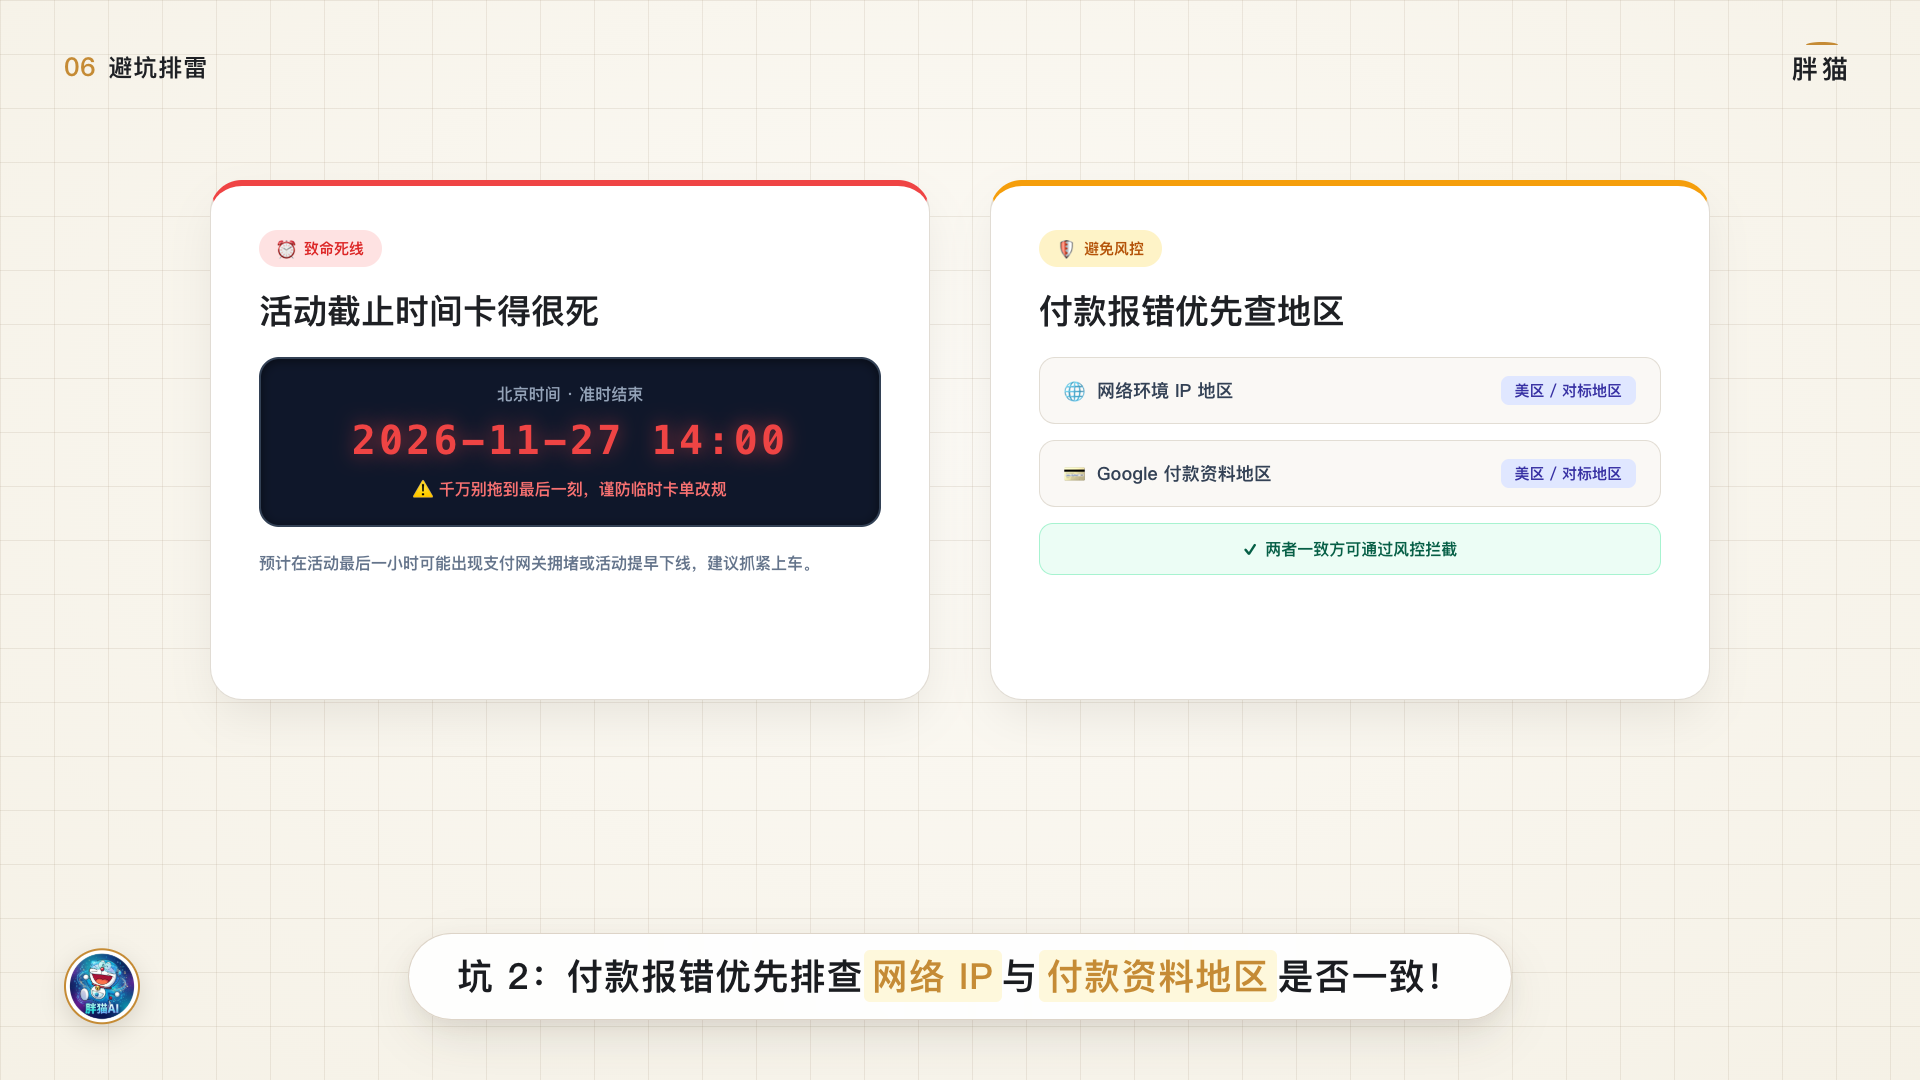 06 避坑排雷
胖猫
致命死线
活动截止时间卡得很死
北京时间 · 准时结束
2026-11-27 14:00
千万别拖到最后一刻，谨防临时卡单改规
预计在活动最后一小时可能出现支付网关拥堵或活动提早下线，建议抓紧上车。
避免风控
付款报错优先查地区
网络环境 IP 地区
美区 / 对标地区
Google 付款资料地区
美区 / 对标地区
✓ 两者一致方可通过风控拦截
胖猫AI
坑 2：付款报错优先排查网络 IP与付款资料地区是否一致！